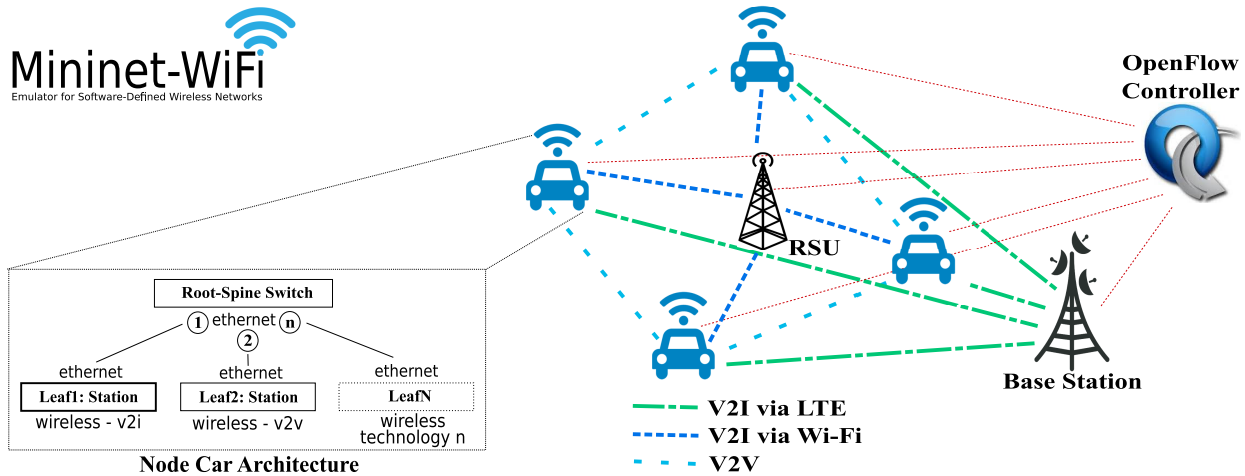 Mininet-WiFi
Emulator for Software-Defined Wireless Networks
OpenFlow
Controller
RSU
Base Station
Root-Spine Switch
1 ethernet n
2
ethernet ethernet ethernet
Leaf1: Station Leaf2: Station LeafN
wireless - v2i wireless - v2v wireless
technology n
Node Car Architecture
V2I via LTE
V2I via Wi-Fi
V2V